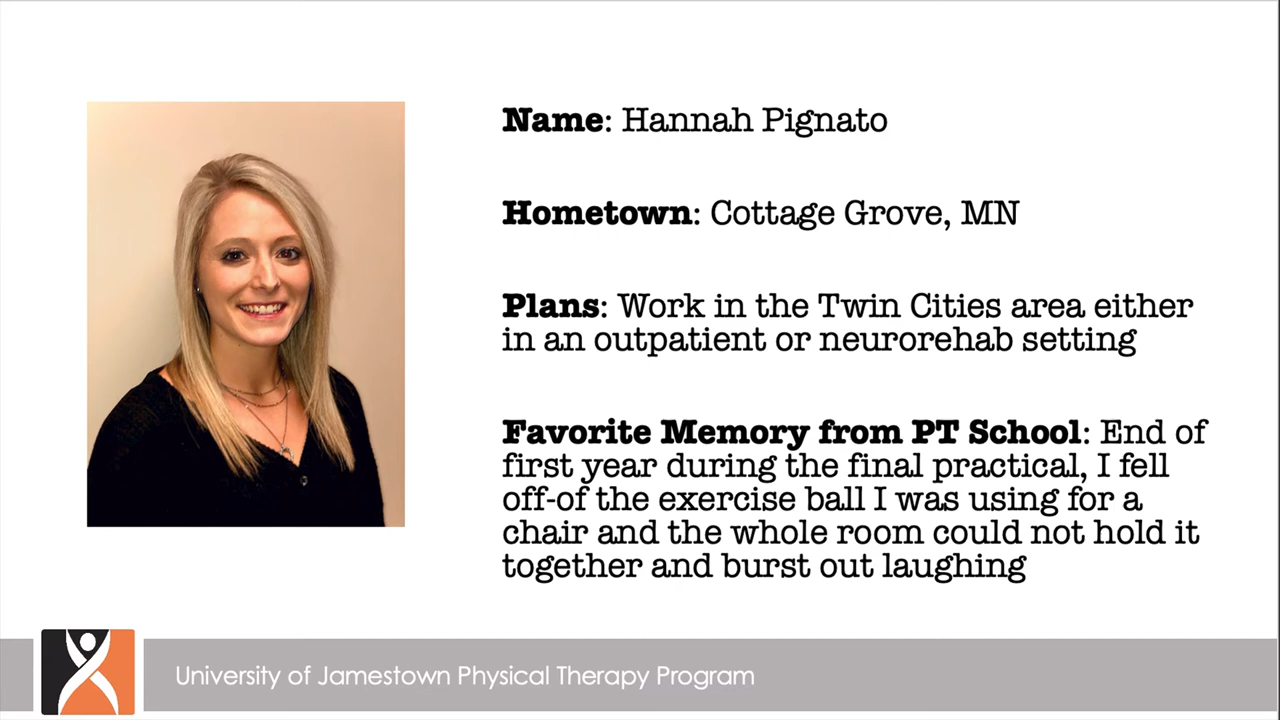 Name: Hannah Pignato
Hometown: Cottage Grove, MN
Plans: Work in the Twin Cities area either
in an outpatient or neurorehab setting
Favorite Memory from PT School: End of
first year during the final practical, I fell
off-of the exercise ball I was using for a
chair and the whole room could not hold it
together and burst out laughing
University of Jamestown Physical Therapy Program